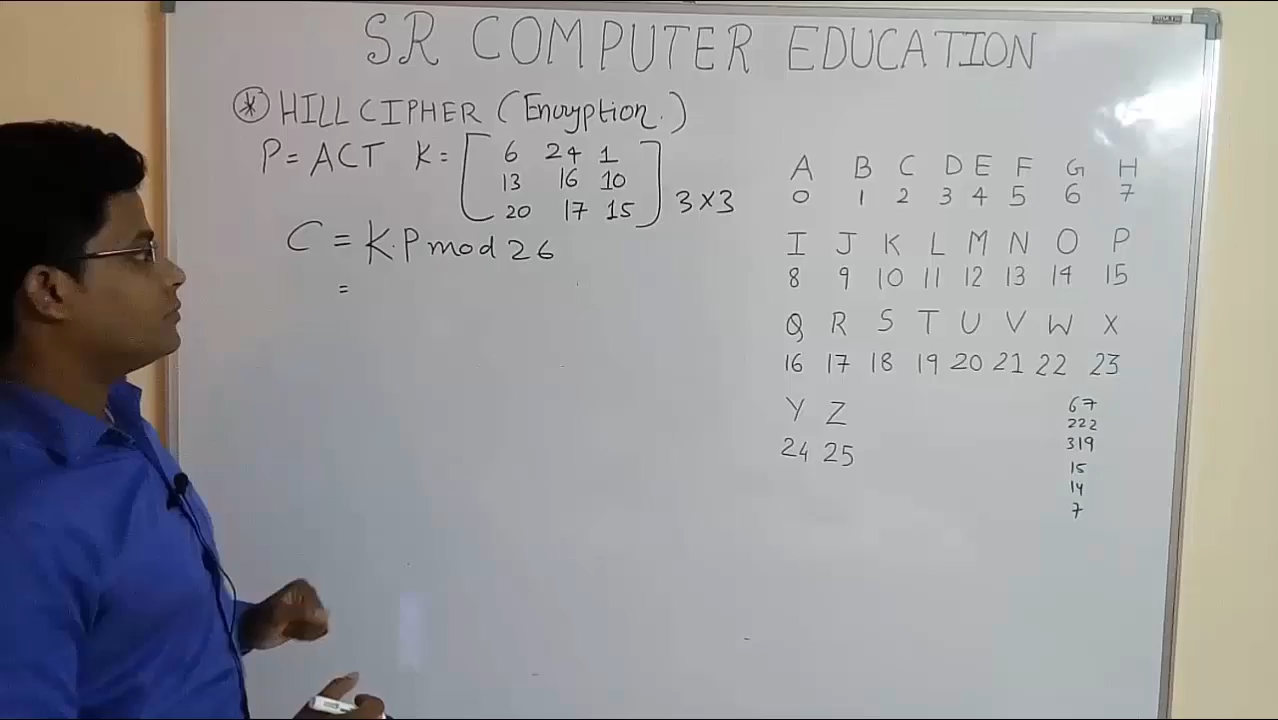 SR COMPUTER EDUCATION
* HILL CIPHER (Encryption.)
P= ACT K= [ 6 24 1
13 16 10
20 17 15 ] 3x3
C = K.P mod 26
=
A B C D E F G H
0 1 2 3 4 5 6 7
I J K L M N O P
8 9 10 11 12 13 14 15
Q R S T U V W X
16 17 18 19 20 21 22 23
Y Z
24 25
67
222
319
15
14
7